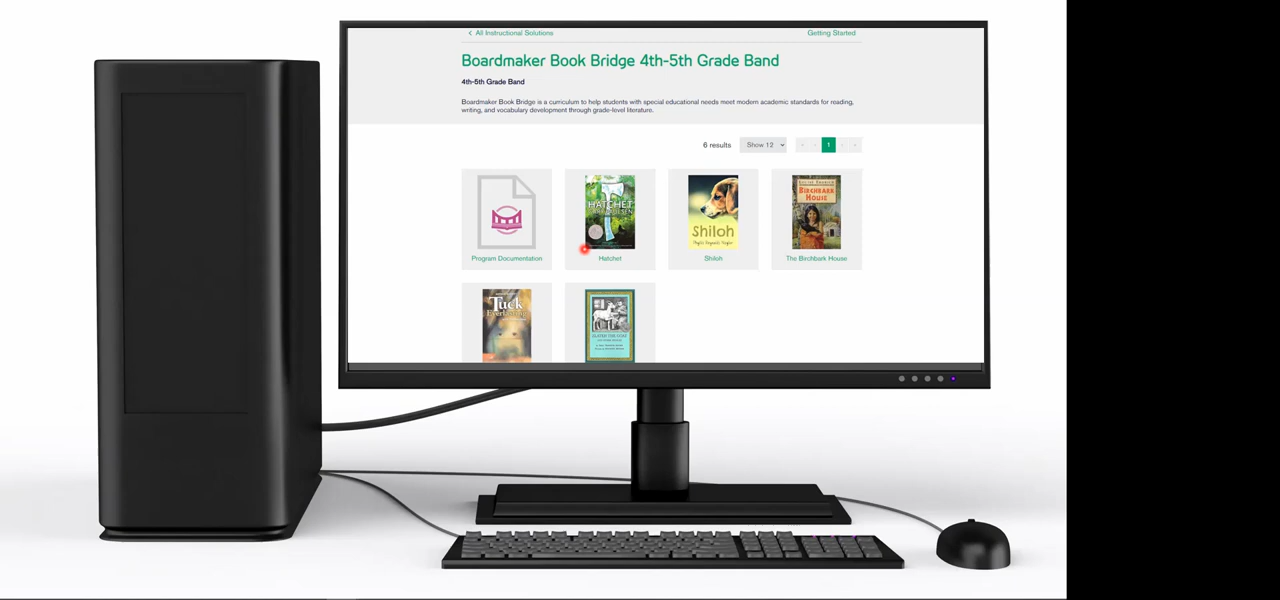 < All Instructional Solutions
Getting Started
Boardmaker Book Bridge 4th-5th Grade Band
4th-5th Grade Band
Boardmaker Book Bridge is a curriculum to help students with special educational needs meet modern academic standards for reading,
writing, and vocabulary development through grade-level literature.
6 results
Show 12
1
HATCHET
Shiloh
BIRCHBARK
HOUSE
Program Documentation
Hatchet
Shiloh
The Birchbark House
Tuck
Everlasting